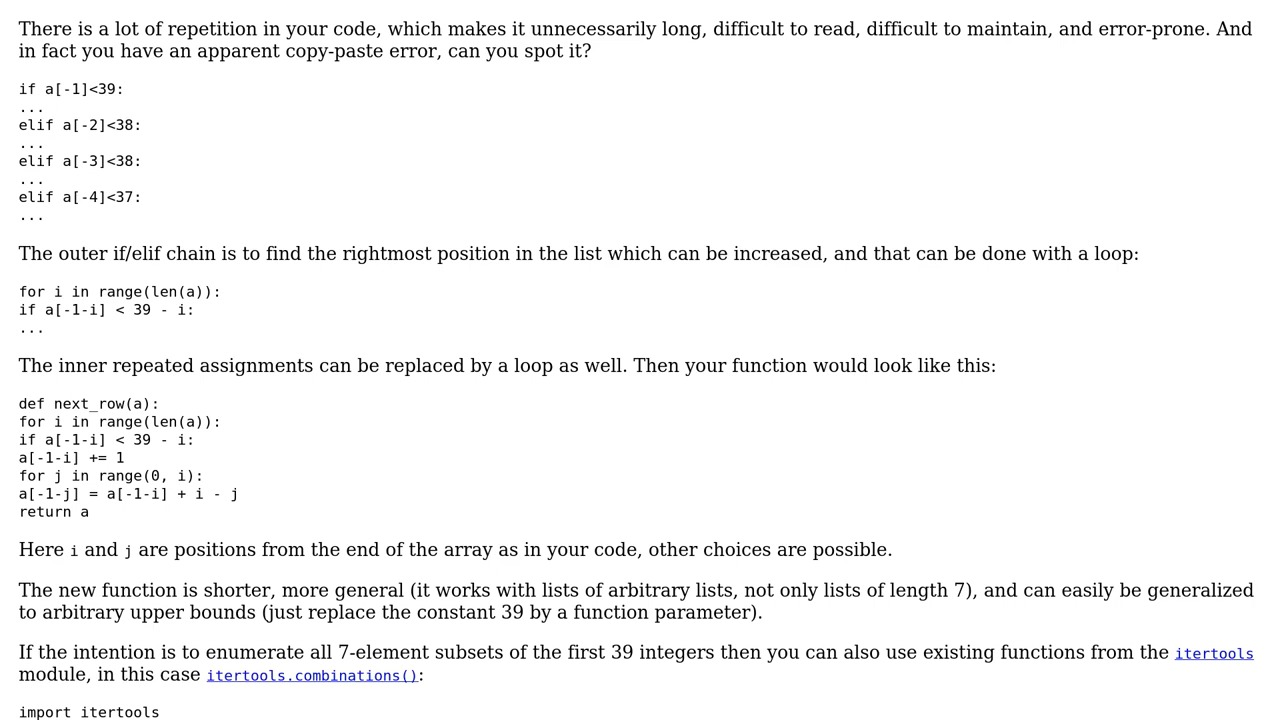 There is a lot of repetition in your code, which makes it unnecessarily long, difficult to read, difficult to maintain, and error-prone. And
in fact you have an apparent copy-paste error, can you spot it?
if a[-1]<39:
...
elif a[-2]<38:
...
elif a[-3]<38:
...
elif a[-4]<37:
...
The outer if/elif chain is to find the rightmost position in the list which can be increased, and that can be done with a loop:
for i in range(len(a)):
if a[-1-i] < 39 - i:
...
The inner repeated assignments can be replaced by a loop as well. Then your function would look like this:
def next_row(a):
for i in range(len(a)):
if a[-1-i] < 39 - i:
a[-1-i] += 1
for j in range(0, i):
a[-1-j] = a[-1-i] + i - j
return a
Here i and j are positions from the end of the array as in your code, other choices are possible.
The new function is shorter, more general (it works with lists of arbitrary lists, not only lists of length 7), and can easily be generalized
to arbitrary upper bounds (just replace the constant 39 by a function parameter).
If the intention is to enumerate all 7-element subsets of the first 39 integers then you can also use existing functions from the itertools
module, in this case itertools.combinations():
import itertools